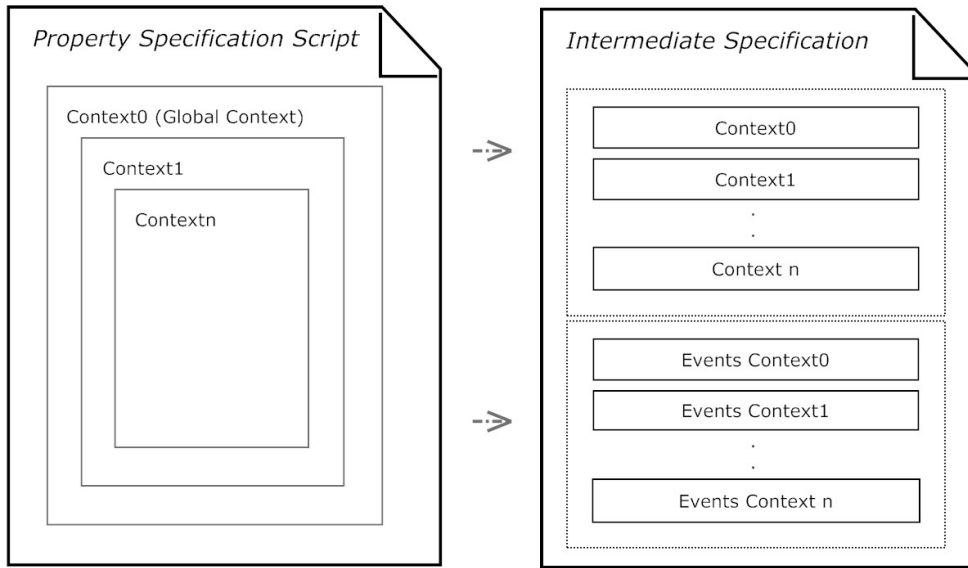 Property Specification Script
Context0 (Global Context)
Context1
Contextn
Intermediate Specification
Context0
Context1
.
.
Context n
Events Context0
Events Context1
.
.
Events Context n